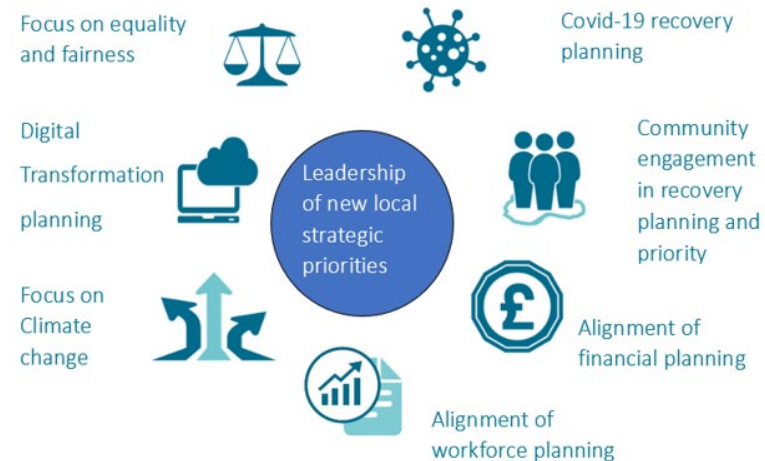 Focus on equality
and fairness
Covid-19 recovery
planning
Digital
Transformation
planning
Leadership
of new local
strategic
priorities
Community
engagement
in recovery
planning and
priority
Focus on
Climate
change
£
Alignment of
financial planning
Alignment of
workforce planning